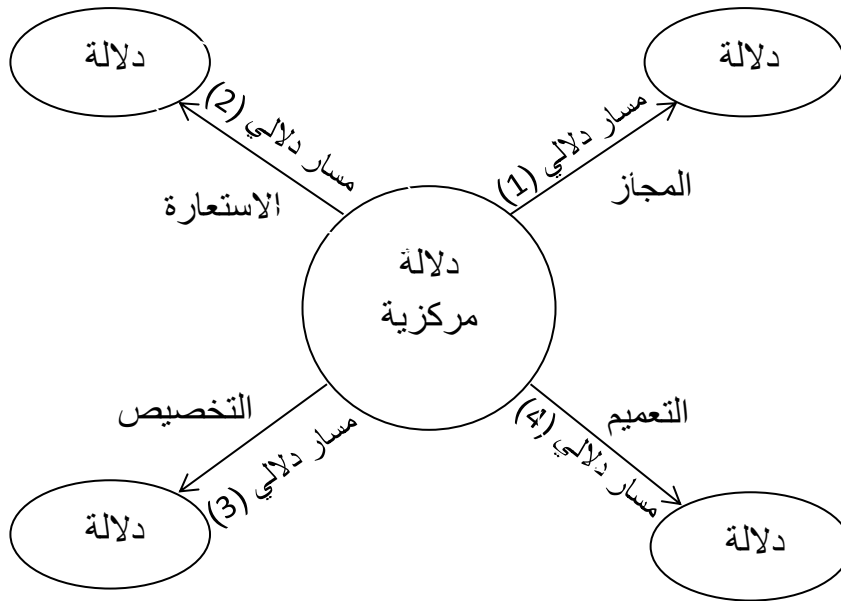 دلالة
دلالة
مسار دلالي (1)
مسار دلالي (2)
المجاز
الاستعارة
دلالة
مركزية
التعميم
التخصيص
مسار دلالي (4)
مسار دلالي (3)
دلالة
دلالة